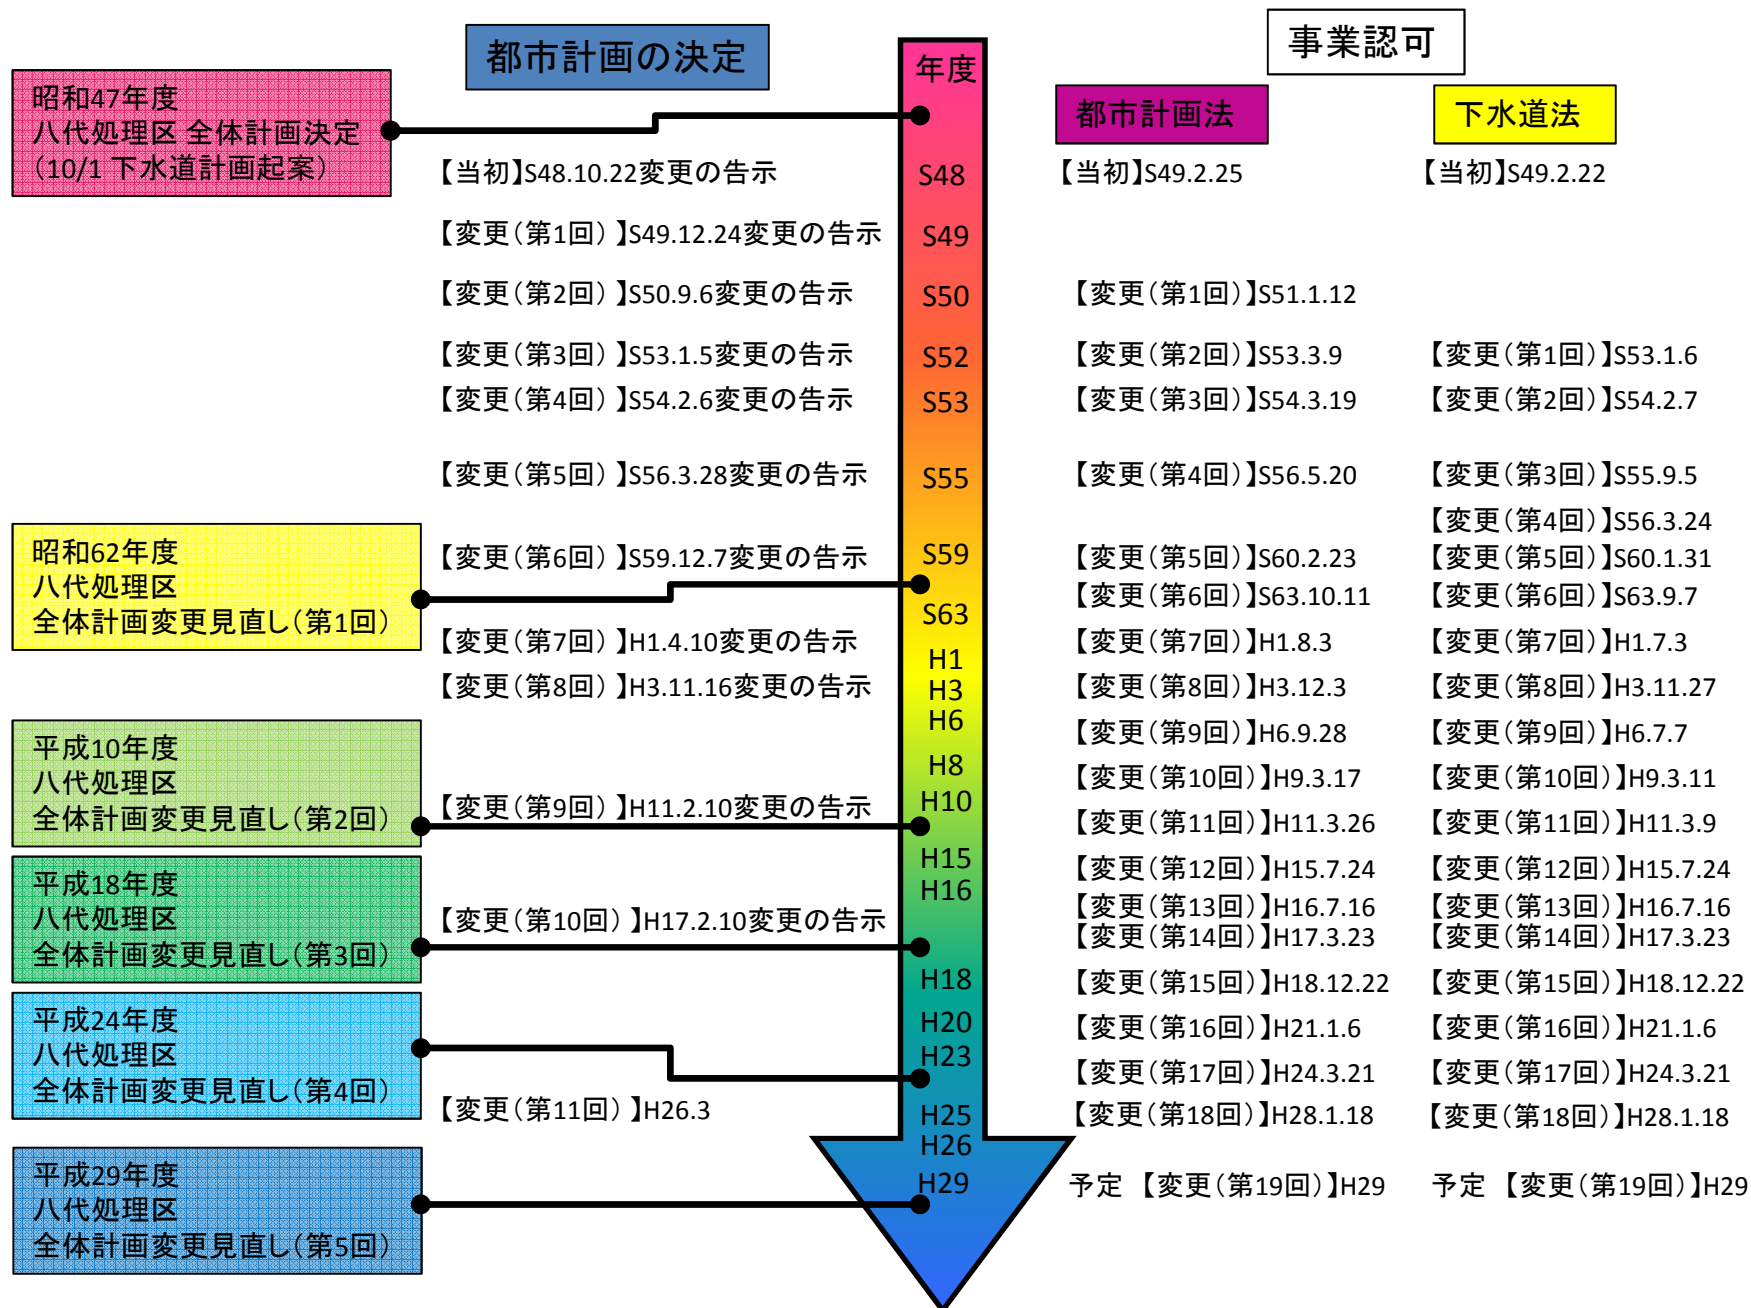 都市計画の決定
事業認可
年度
都市計画法
下水道法
昭和47年度
八代処理区 全体計画決定
(10/1 下水道計画起案)
【当初】S48.10.22変更の告示
S48
【当初】S49.2.25
【当初】S49.2.22
【変更(第1回) 】S49.12.24変更の告示
S49
【変更(第2回) 】S50.9.6変更の告示
S50
【変更(第1回)】S51.1.12
【変更(第3回) 】S53.1.5変更の告示
S52
【変更(第2回)】S53.3.9
【変更(第1回)】S53.1.6
【変更(第4回) 】S54.2.6変更の告示
S53
【変更(第3回)】S54.3.19
【変更(第2回)】S54.2.7
【変更(第5回) 】S56.3.28変更の告示
S55
【変更(第4回)】S56.5.20
【変更(第3回)】S55.9.5
【変更(第4回)】S56.3.24
昭和62年度
八代処理区
全体計画変更見直し(第1回)
【変更(第6回) 】S59.12.7変更の告示
S59
【変更(第5回)】S60.2.23
【変更(第5回)】S60.1.31
S63
【変更(第6回)】S63.10.11
【変更(第6回)】S63.9.7
【変更(第7回) 】H1.4.10変更の告示
H1
【変更(第7回)】H1.8.3
【変更(第7回)】H1.7.3
【変更(第8回) 】H3.11.16変更の告示
H3
【変更(第8回)】H3.12.3
【変更(第8回)】H3.11.27
H6
【変更(第9回)】H6.9.28
【変更(第9回)】H6.7.7
平成10年度
八代処理区
全体計画変更見直し(第2回)
H8
【変更(第10回)】H9.3.17
【変更(第10回)】H9.3.11
【変更(第9回) 】H11.2.10変更の告示
H10
【変更(第11回)】H11.3.26
【変更(第11回)】H11.3.9
H15
【変更(第12回)】H15.7.24
【変更(第12回)】H15.7.24
平成18年度
八代処理区
全体計画変更見直し(第3回)
H16
【変更(第13回)】H16.7.16
【変更(第13回)】H16.7.16
【変更(第10回) 】H17.2.10変更の告示
【変更(第14回)】H17.3.23
【変更(第14回)】H17.3.23
H18
【変更(第15回)】H18.12.22
【変更(第15回)】H18.12.22
平成24年度
八代処理区
全体計画変更見直し(第4回)
H20
【変更(第16回)】H21.1.6
【変更(第16回)】H21.1.6
H23
【変更(第17回)】H24.3.21
【変更(第17回)】H24.3.21
【変更(第11回) 】H26.3
H25
【変更(第18回)】H28.1.18
【変更(第18回)】H28.1.18
H26
平成29年度
八代処理区
全体計画変更見直し(第5回)
H29
予定 【変更(第19回)】H29
予定 【変更(第19回)】H29